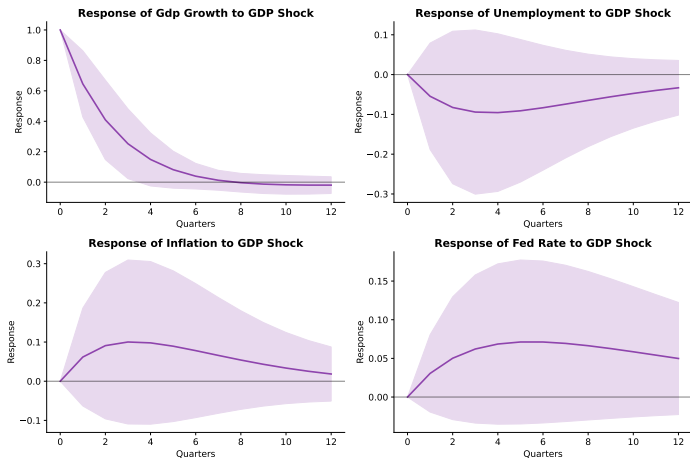 Response of Gdp Growth to GDP Shock
1.0
0.8
0.6
0.4
0.2
0.0
Response
0 2 4 6 8 10 12
Quarters
Response of Unemployment to GDP Shock
0.1
0.0
−0.1
−0.2
−0.3
Response
0 2 4 6 8 10 12
Quarters
Response of Inflation to GDP Shock
0.3
0.2
0.1
0.0
−0.1
Response
0 2 4 6 8 10 12
Quarters
Response of Fed Rate to GDP Shock
0.15
0.10
0.05
0.00
Response
0 2 4 6 8 10 12
Quarters